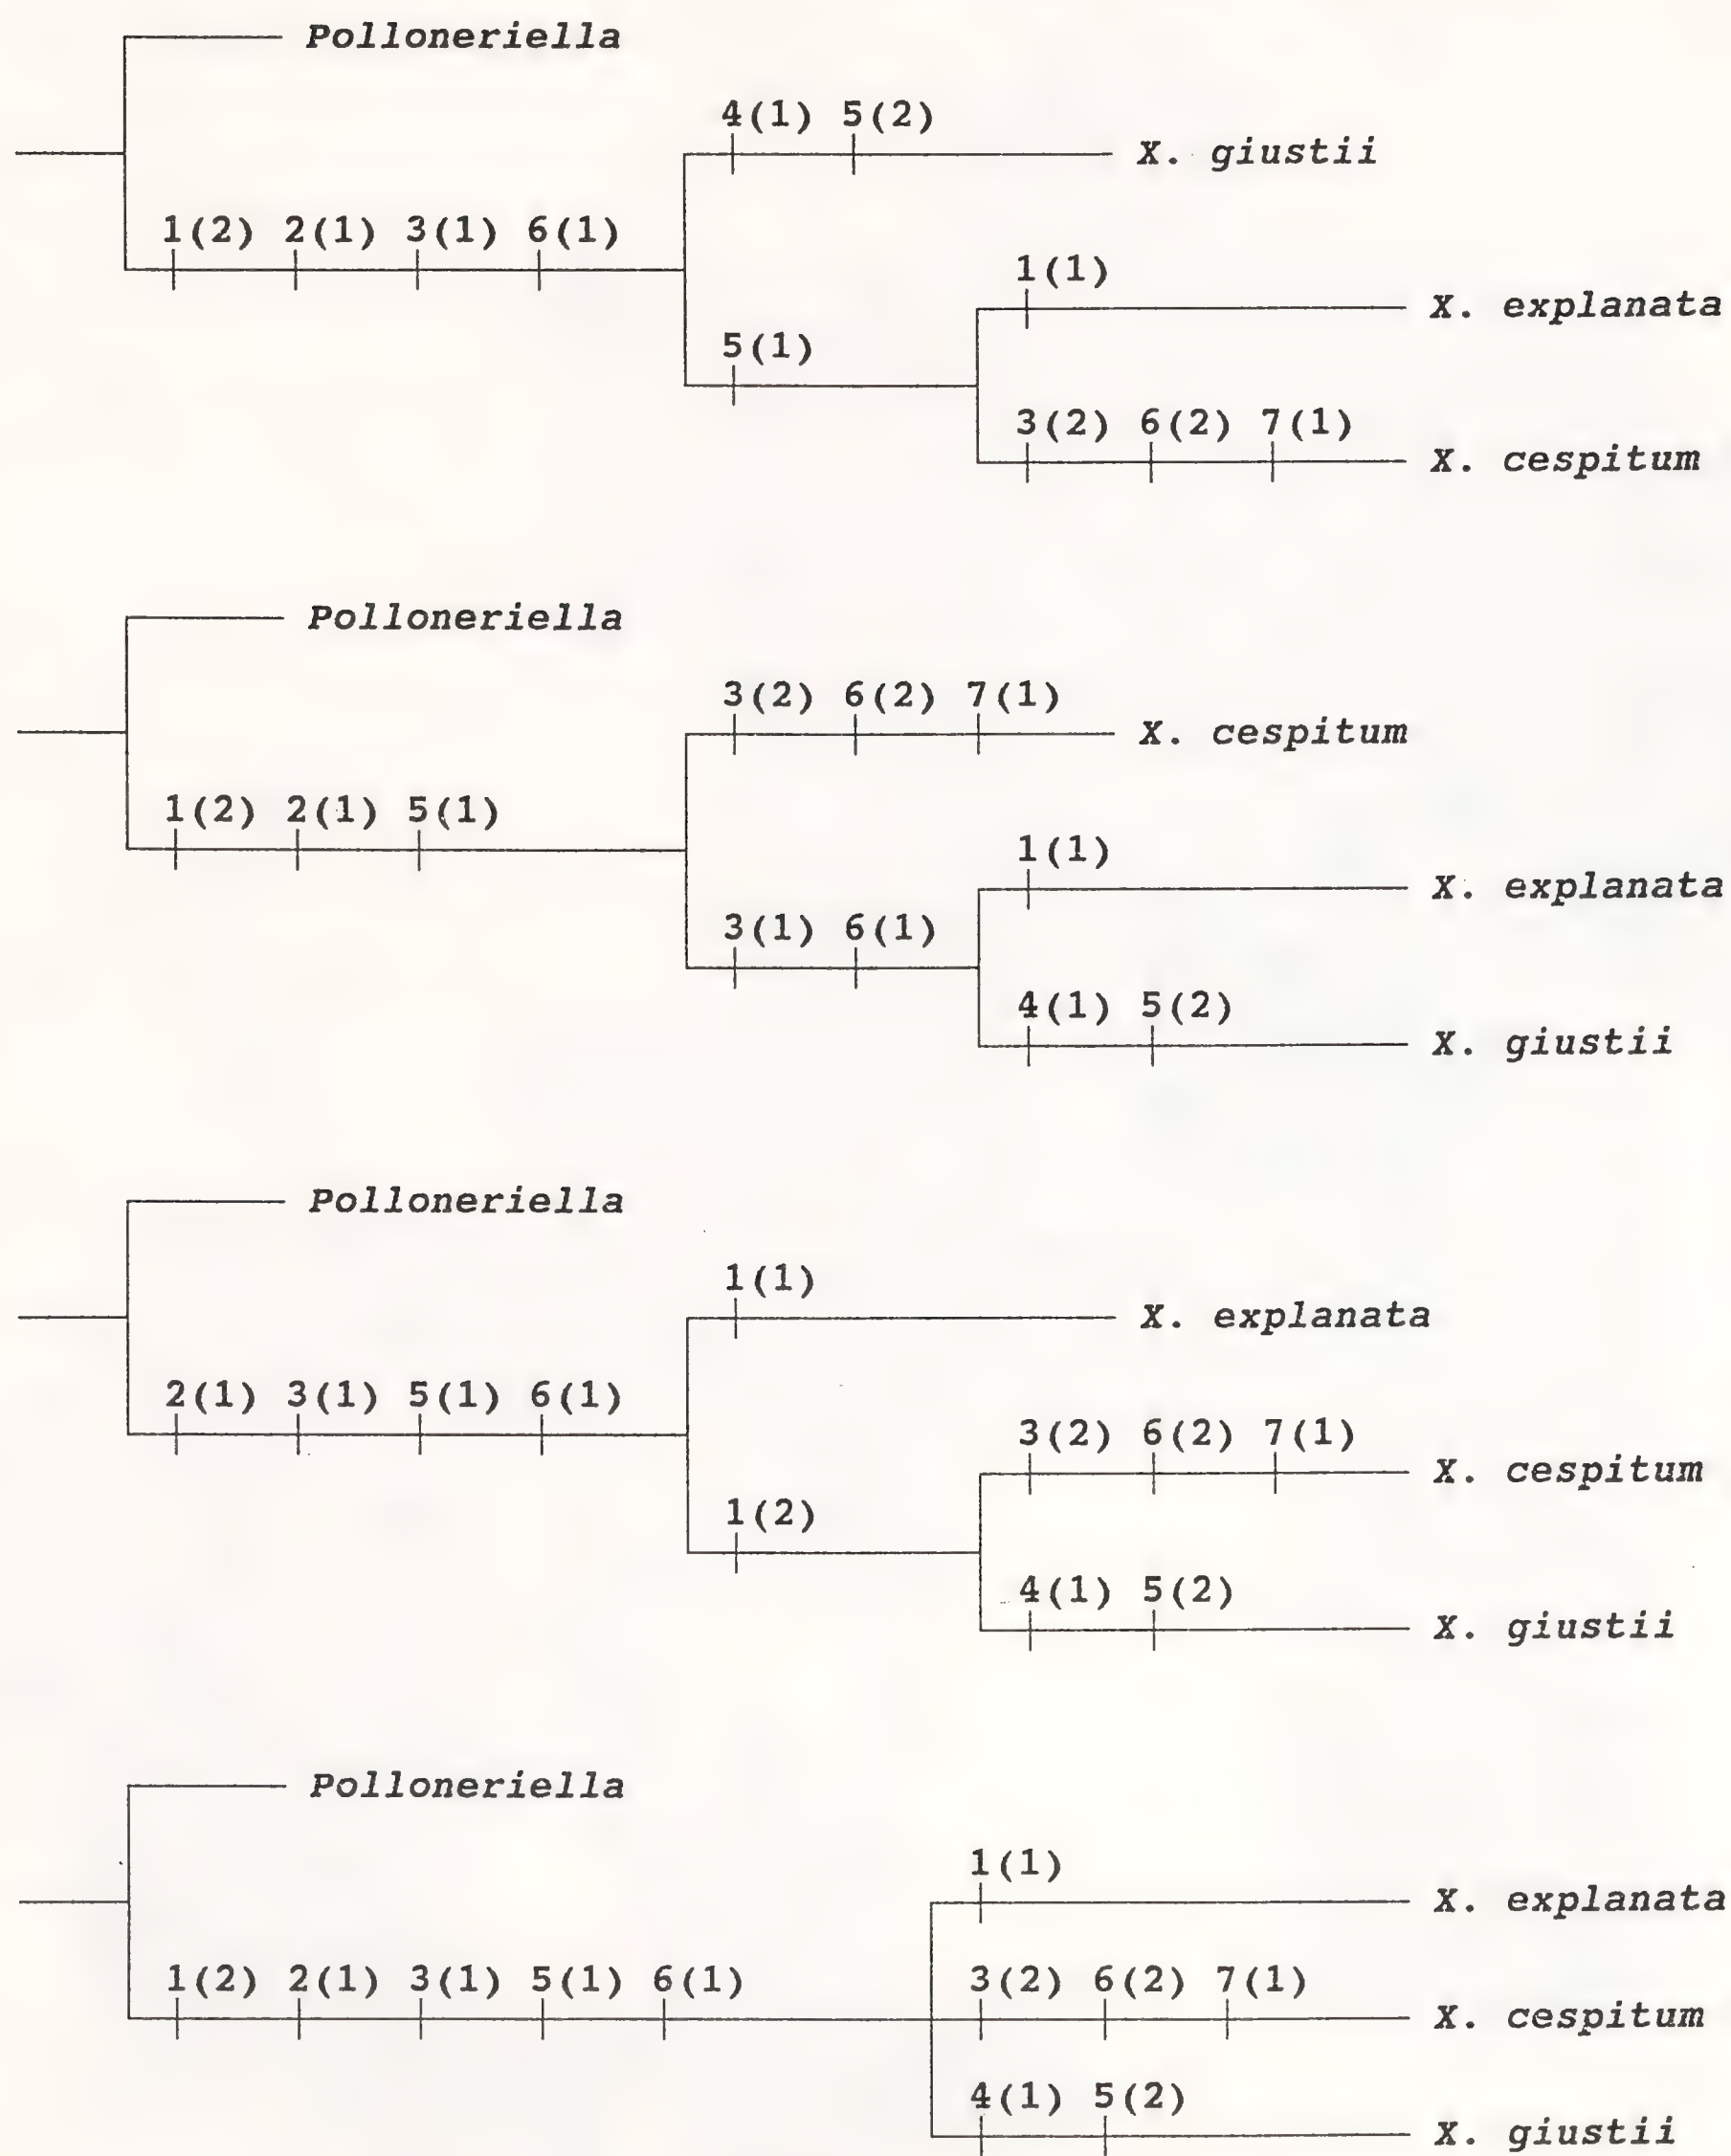 Polloneriella
4(1) 5(2)
X. giustii
1(2) 2(1) 3(1) 6(1)
1(1)
X. explanata
5(1)
3(2) 6(2) 7(1)
X. cespitum
Polloneriella
3(2) 6(2) 7(1)
X. cespitum
1(2) 2(1) 5(1)
1(1)
X. explanata
3(1) 6(1)
4(1) 5(2)
X. giustii
Polloneriella
1(1)
X. explanata
2(1) 3(1) 5(1) 6(1)
3(2) 6(2) 7(1)
X. cespitum
1(2)
4(1) 5(2)
X. giustii
Polloneriella
1(1)
X. explanata
1(2) 2(1) 3(1) 5(1) 6(1)
3(2) 6(2) 7(1)
X. cespitum
4(1) 5(2)
X. giustii